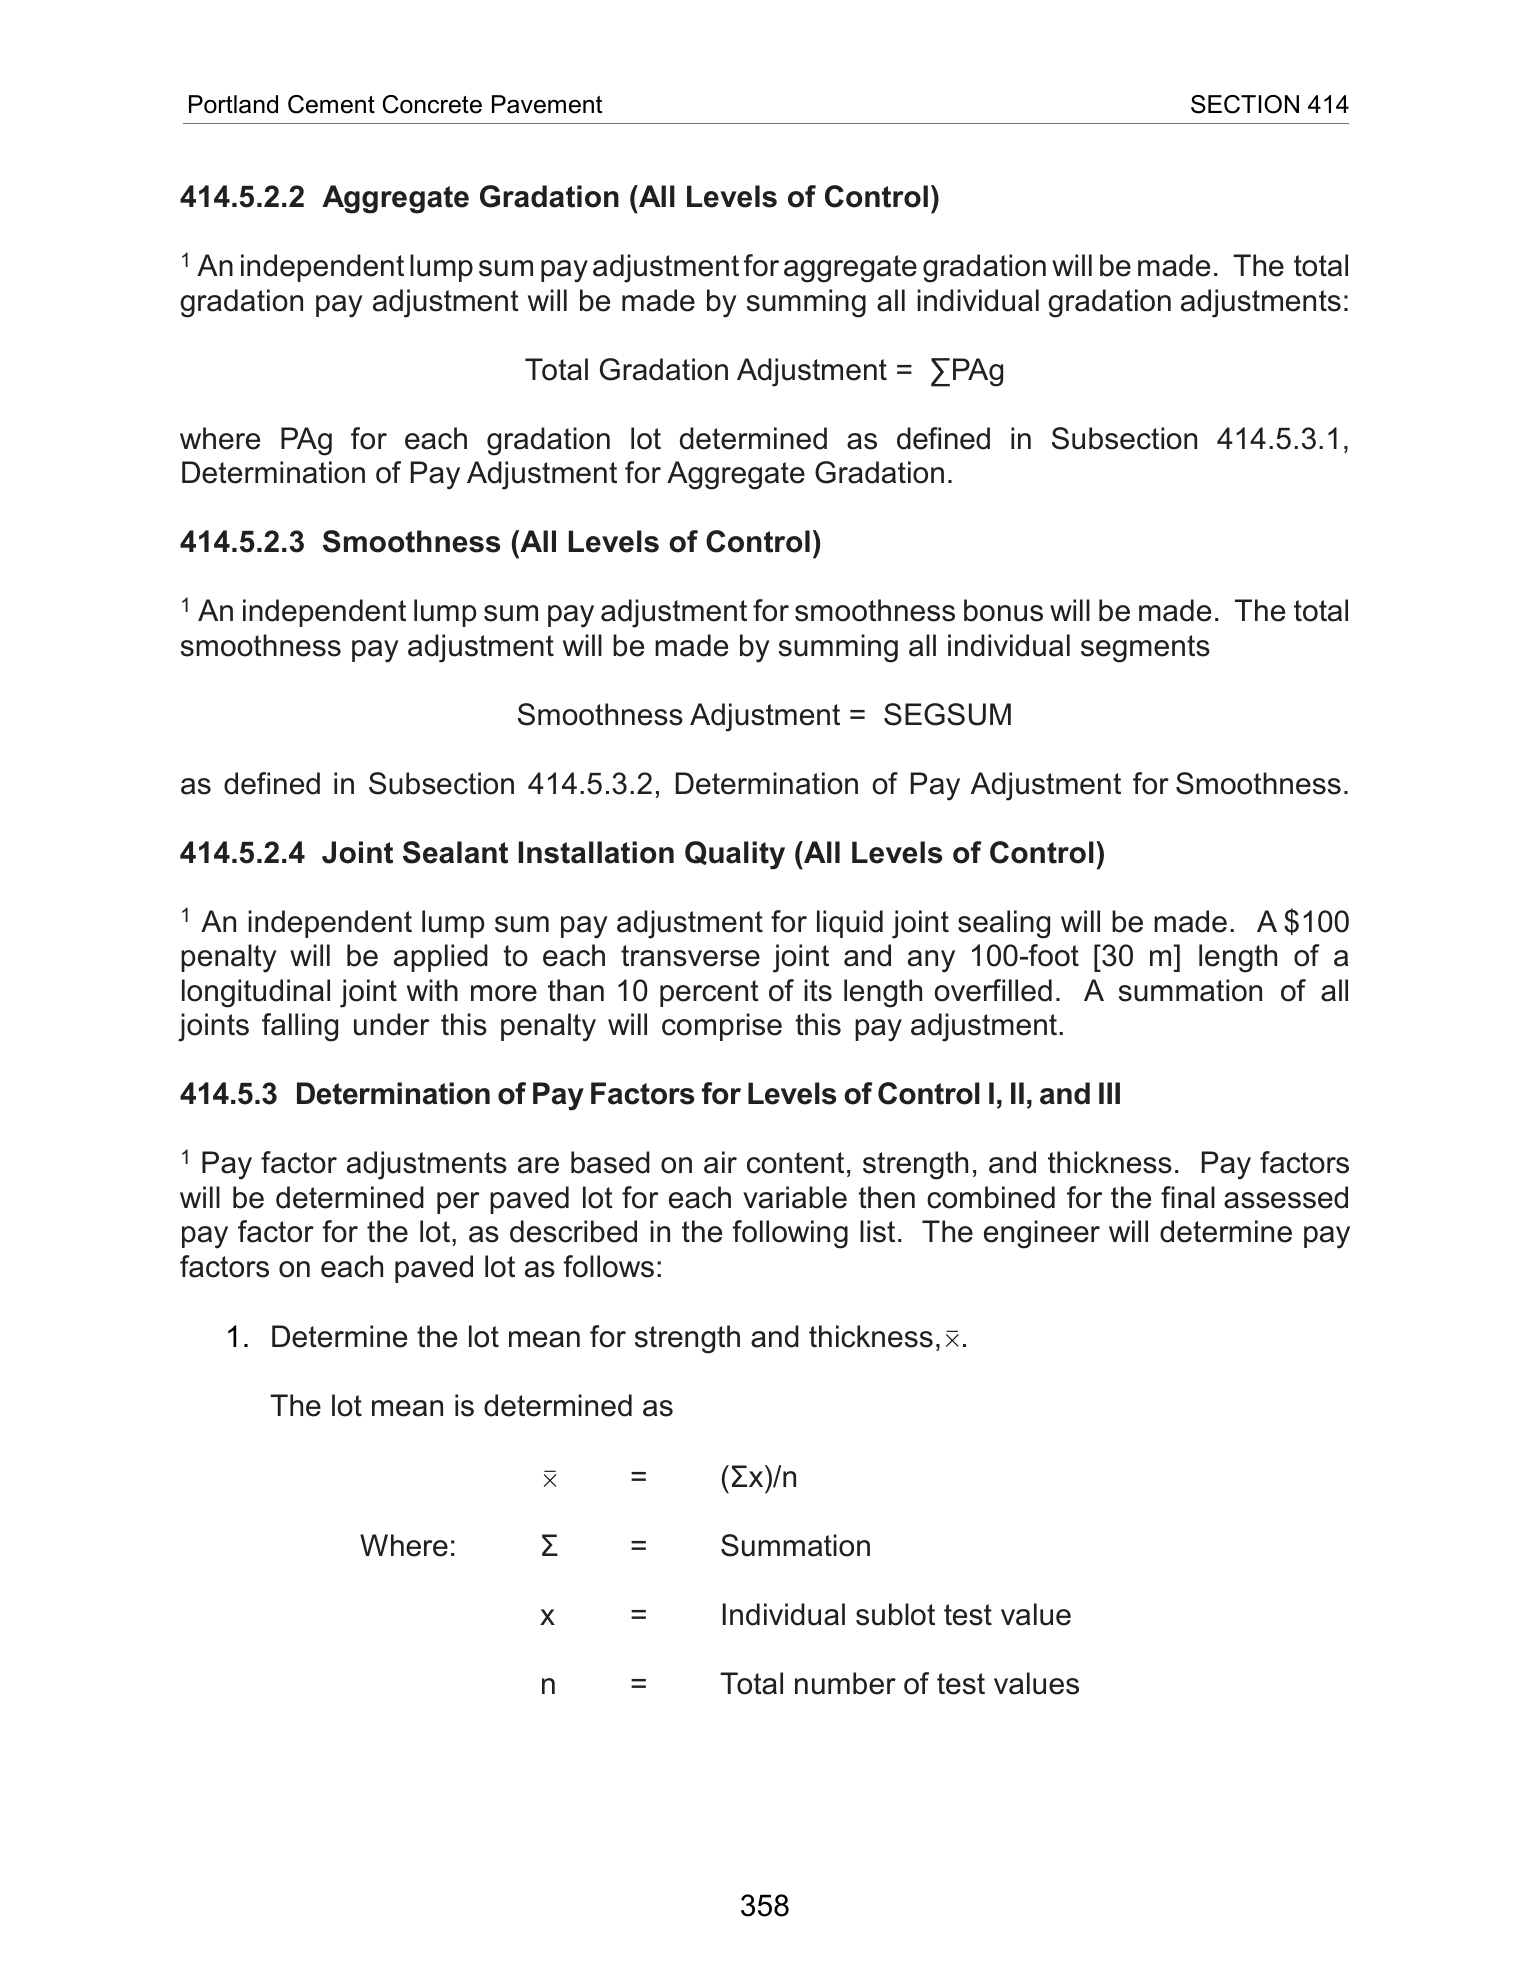 Portland Cement Concrete Pavement SECTION 414
414.5.2.2 Aggregate Gradation (All Levels of Control)
¹ An independent lump sum pay adjustment for aggregate gradation will be made. The total
gradation pay adjustment will be made by summing all individual gradation adjustments:
Total Gradation Adjustment = ∑PAg
where PAg for each gradation lot determined as defined in Subsection 414.5.3.1,
Determination of Pay Adjustment for Aggregate Gradation.
414.5.2.3 Smoothness (All Levels of Control)
¹ An independent lump sum pay adjustment for smoothness bonus will be made. The total
smoothness pay adjustment will be made by summing all individual segments
Smoothness Adjustment = SEGSUM
as defined in Subsection 414.5.3.2, Determination of Pay Adjustment for Smoothness.
414.5.2.4 Joint Sealant Installation Quality (All Levels of Control)
¹ An independent lump sum pay adjustment for liquid joint sealing will be made. A $100
penalty will be applied to each transverse joint and any 100-foot [30 m] length of a
longitudinal joint with more than 10 percent of its length overfilled. A summation of all
joints falling under this penalty will comprise this pay adjustment.
414.5.3 Determination of Pay Factors for Levels of Control I, II, and III
¹ Pay factor adjustments are based on air content, strength, and thickness. Pay factors
will be determined per paved lot for each variable then combined for the final assessed
pay factor for the lot, as described in the following list. The engineer will determine pay
factors on each paved lot as follows:
1. Determine the lot mean for strength and thickness, x̄.
The lot mean is determined as
x̄ = (Σx)/n
Where: Σ = Summation
x = Individual sublot test value
n = Total number of test values
358